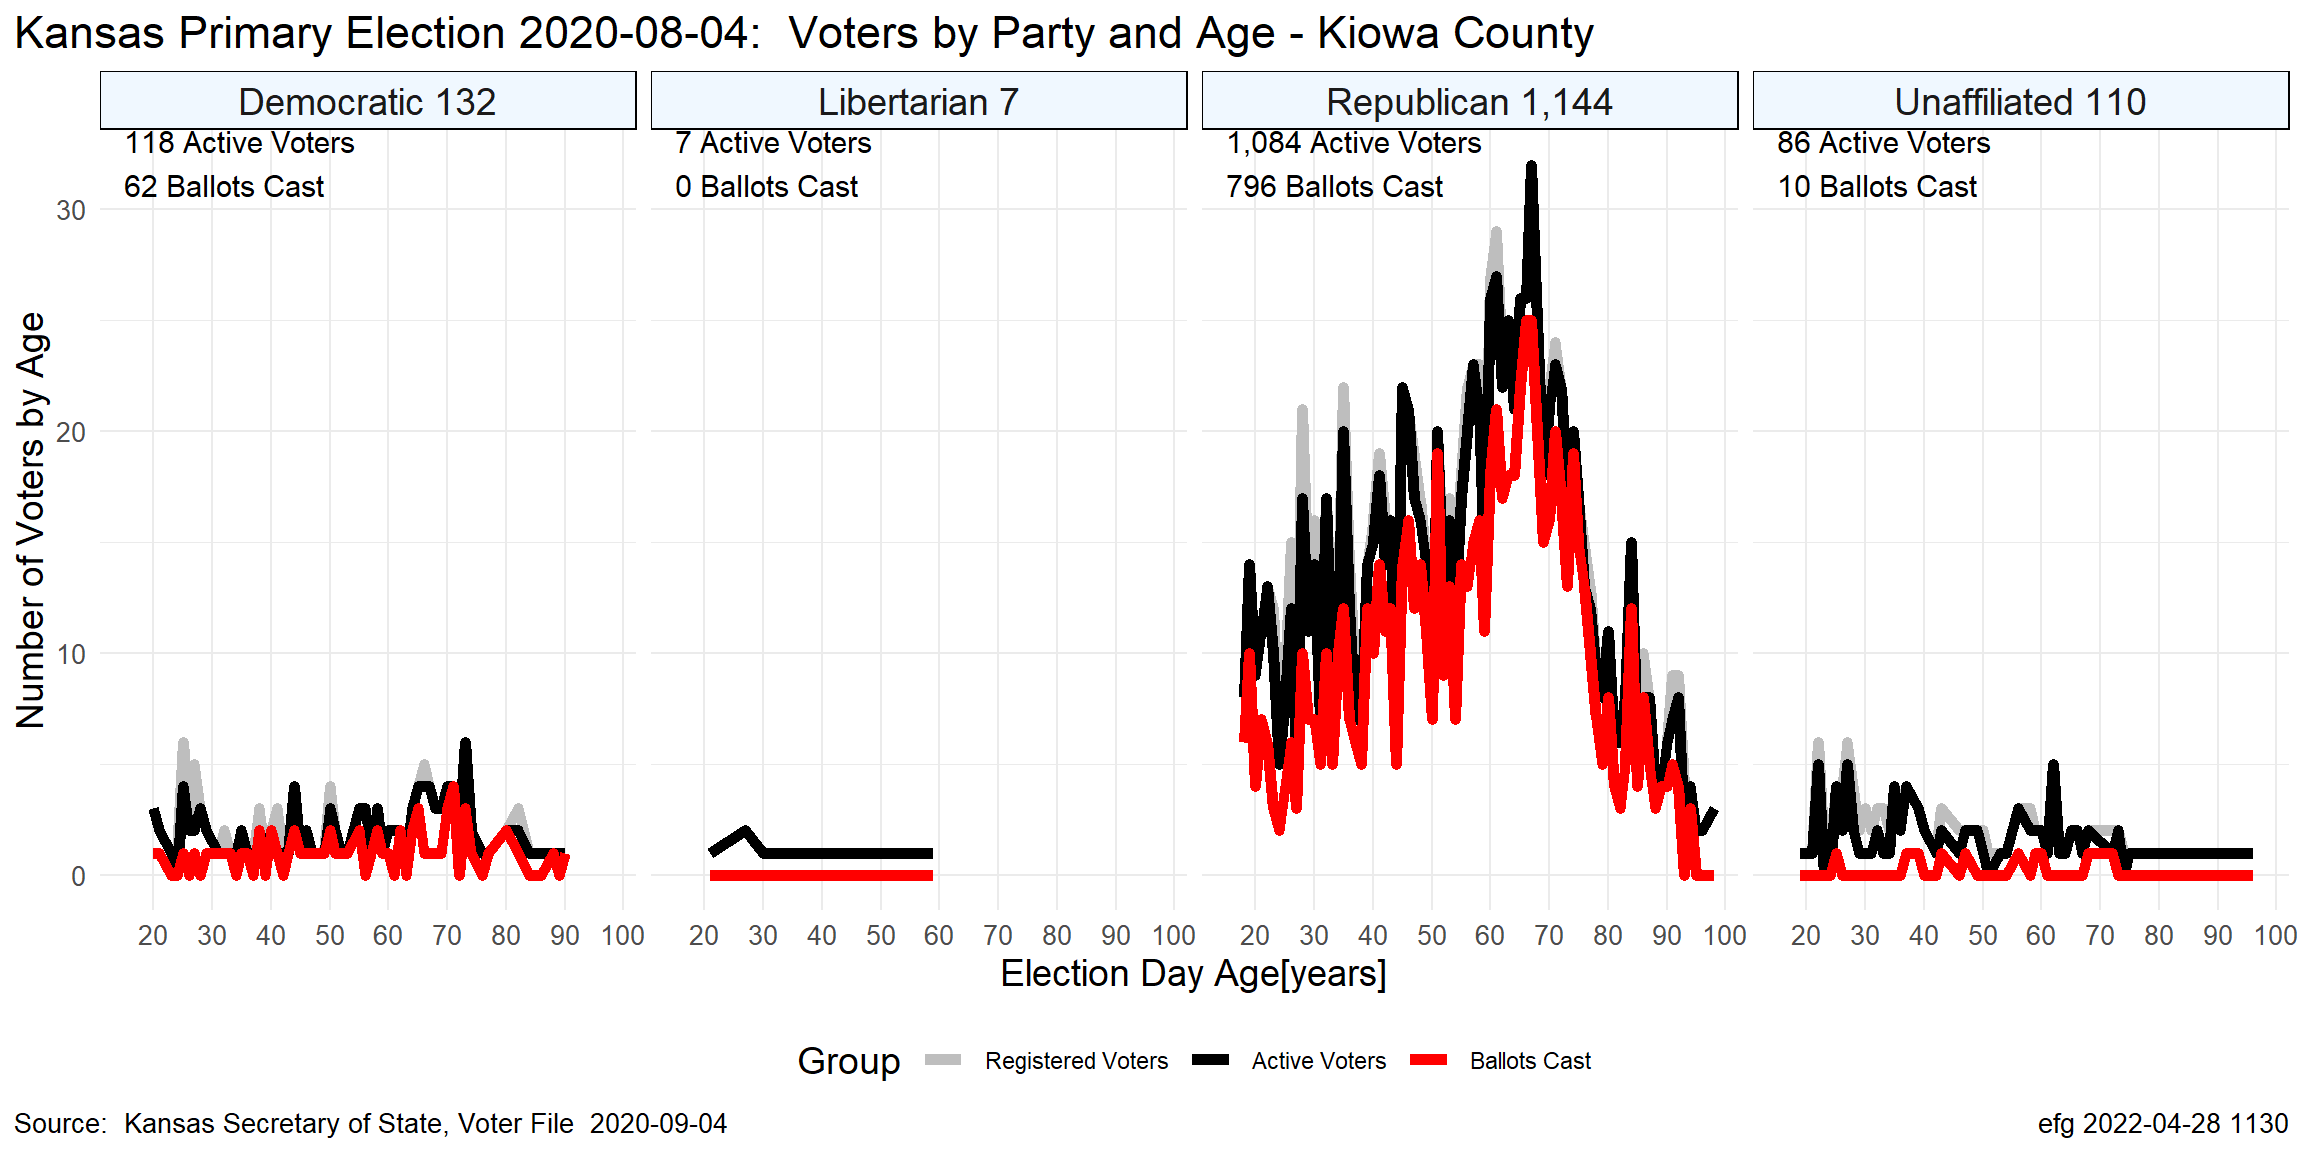 Kansas Primary Election 2020-08-04:  Voters by Party and Age - Kiowa County
Democratic 132
Libertarian 7
Republican 1,144
Unaffiliated 110
118 Active Voters
62 Ballots Cast
7 Active Voters
0 Ballots Cast
1,084 Active Voters
796 Ballots Cast
86 Active Voters
10 Ballots Cast
Number of Voters by Age
30
20
10
0
20 30 40 50 60 70 80 90 100
20 30 40 50 60 70 80 90 100
20 30 40 50 60 70 80 90 100
20 30 40 50 60 70 80 90 100
Election Day Age[years]
Group Registered Voters Active Voters Ballots Cast
Source:  Kansas Secretary of State, Voter File  2020-09-04
efg 2022-04-28 1130